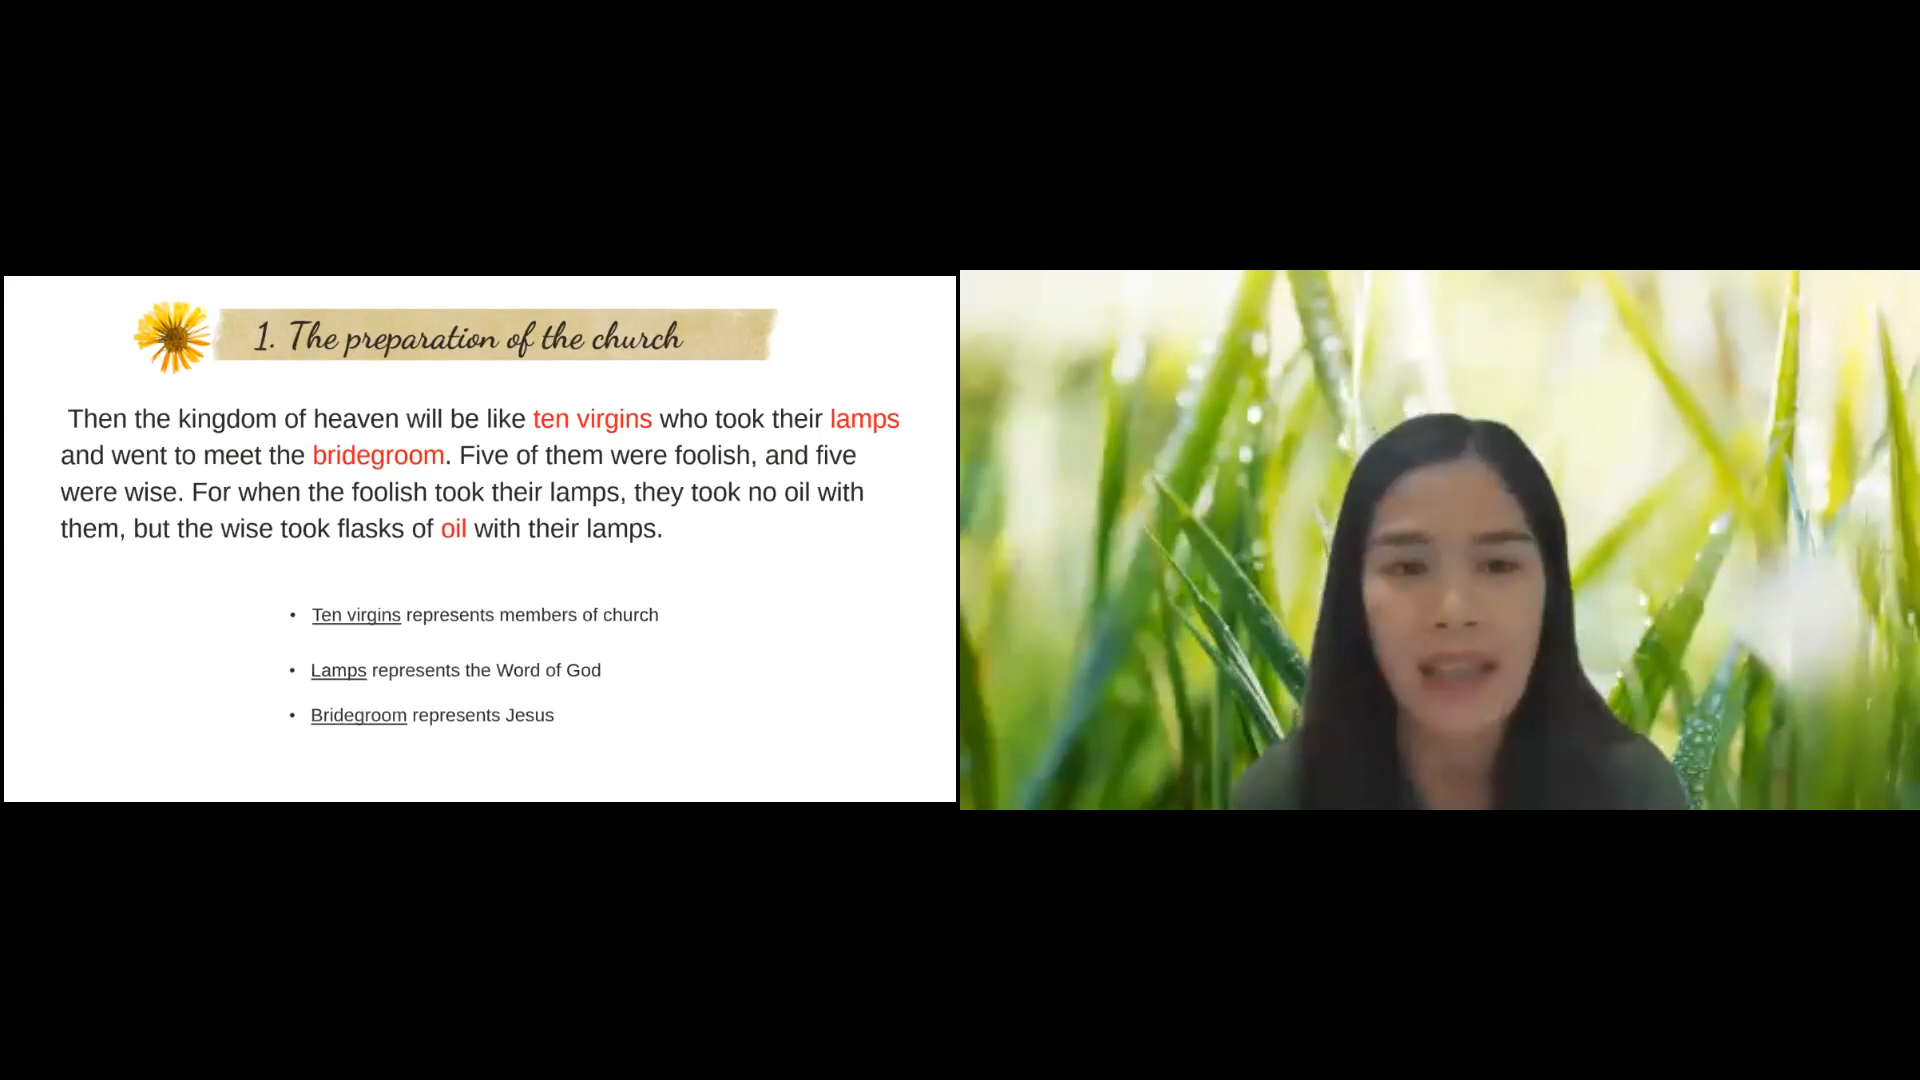 1. The preparation of the church
Then the kingdom of heaven will be like ten virgins who took their lamps
and went to meet the bridegroom. Five of them were foolish, and five
were wise. For when the foolish took their lamps, they took no oil with
them, but the wise took flasks of oil with their lamps.
• Ten virgins represents members of church
• Lamps represents the Word of God
• Bridegroom represents Jesus